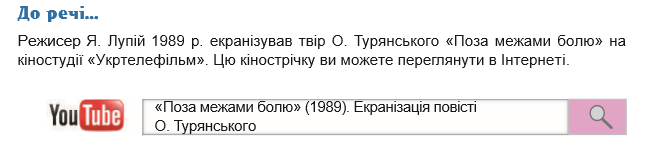 До речі...
Режисер Я. Лупій 1989 р. екранізував твір О. Турянського «Поза межами болю» на
кіностудії «Укртелефільм». Цю кінострічку ви можете переглянути в Інтернеті.
YouTube
«Поза межами болю» (1989). Екранізація повісті
О. Турянського